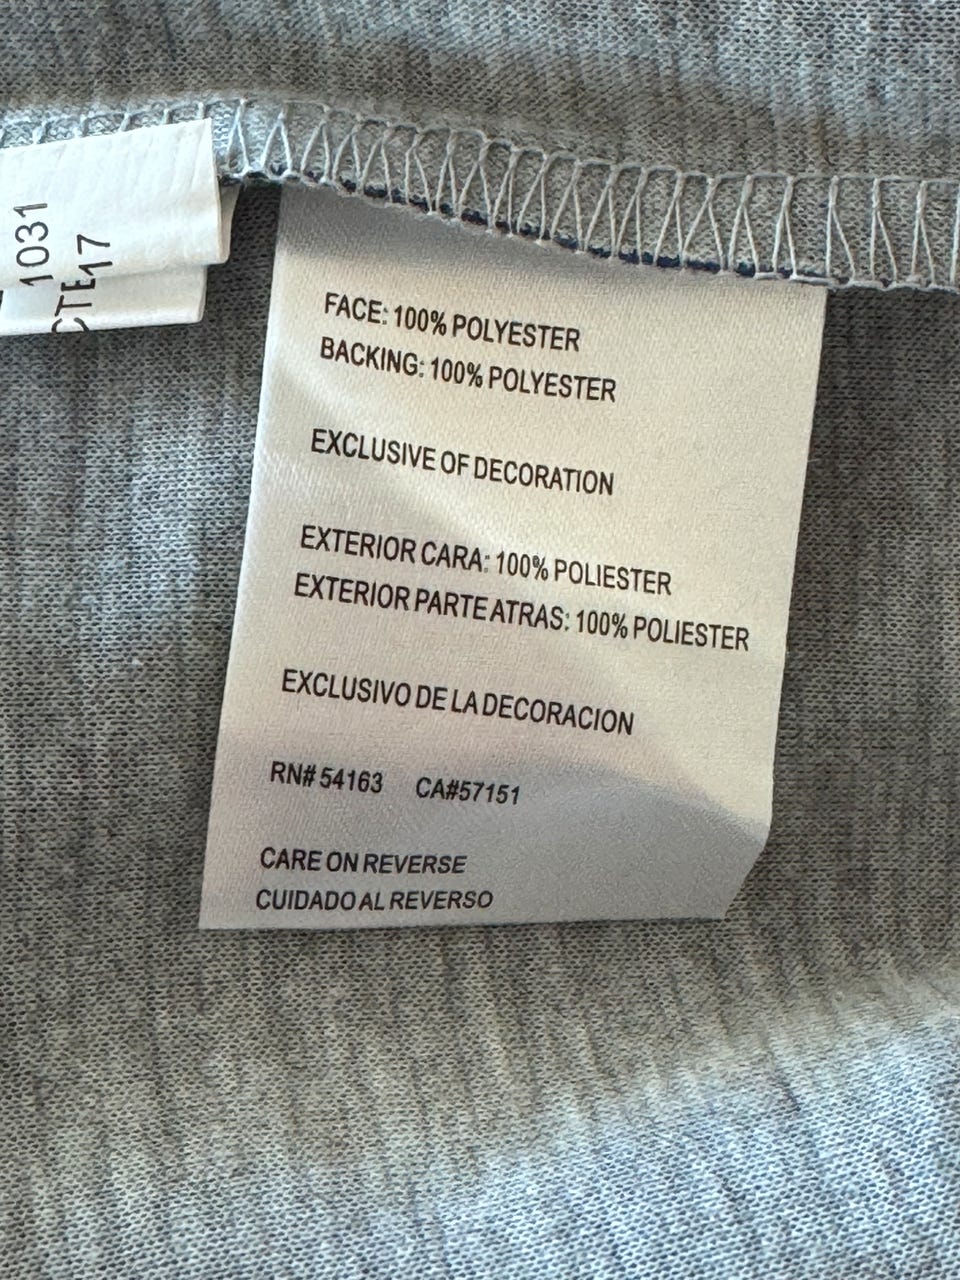 1031
CTE17
FACE: 100% POLYESTER
BACKING: 100% POLYESTER
EXCLUSIVE OF DECORATION
EXTERIOR CARA: 100% POLIESTER
EXTERIOR PARTE ATRAS: 100% POLIESTER
EXCLUSIVO DE LA DECORACION
RN# 54163 CA#57151
CARE ON REVERSE
CUIDADO AL REVERSO